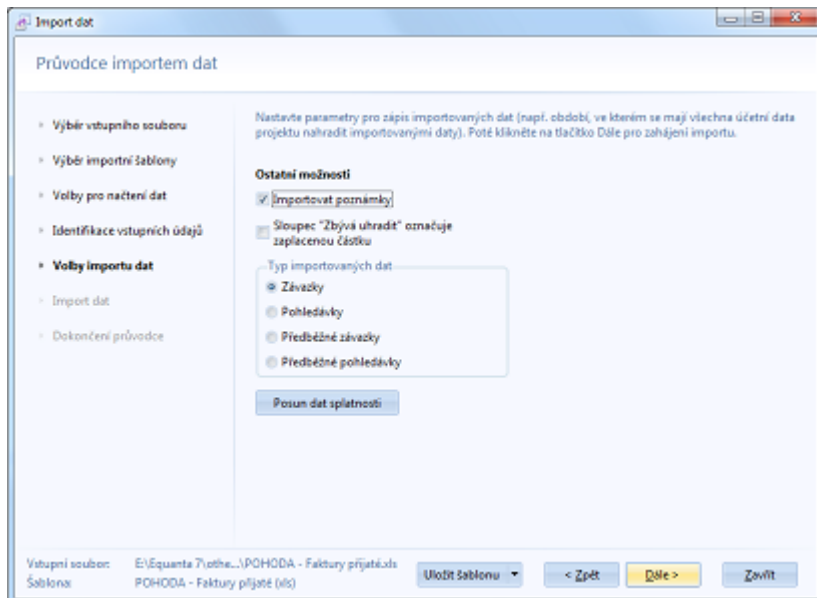 Import dat
Průvodce importem dat
Výběr vstupního souboru
Výběr importní šablony
Volby pro načtení dat
Identifikace vstupních údajů
Volby importu dat
Import dat
Dokončení průvodce
Nastavte parametry pro zápis importovaných dat (např. období, ve kterém se mají všechna účetní data
projektu nahradit importovanými daty). Poté klikněte na tlačítko Dále pro zahájení importu.
Ostatní možnosti
Importovat poznámky
Sloupec "Zbývá uhradit" označuje
zaplacenou částku
Typ importovaných dat
Závazky
Pohledávky
Předběžné závazky
Předběžné pohledávky
Posun dat splatnosti
Vstupní soubor: E:\Equanta 7\othe...\POHODA - Faktury přijaté.xls
Šablona: POHODA - Faktury přijaté (xls)
Uložit šablonu
< Zpět
Dále >
Zavřít